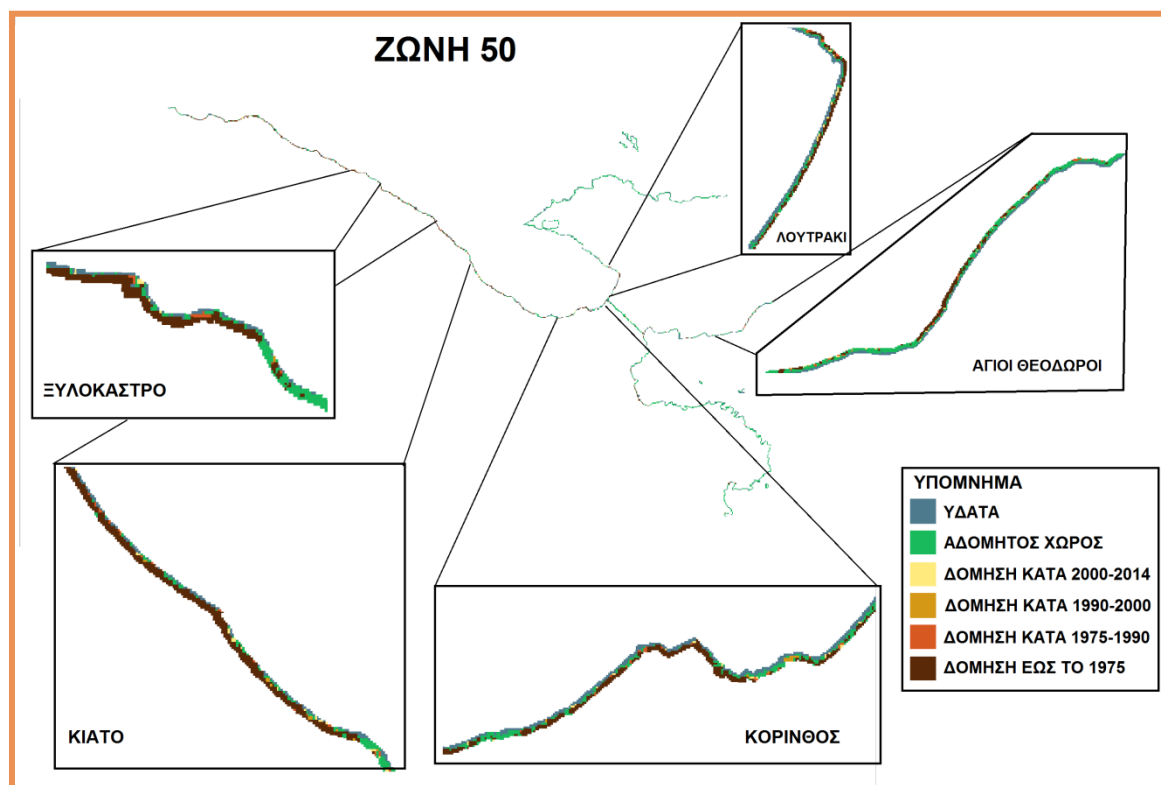 ΖΩΝΗ 50
ΛΟΥΤΡΑΚΙ
ΑΓΙΟΙ ΘΕΟΔΩΡΟΙ
ΞΥΛΟΚΑΣΤΡΟ
ΚΙΑΤΟ
ΚΟΡΙΝΘΟΣ
ΥΠΟΜΝΗΜΑ
ΥΔΑΤΑ
ΑΔΟΜΗΤΟΣ ΧΩΡΟΣ
ΔΟΜΗΣΗ ΚΑΤΑ 2000-2014
ΔΟΜΗΣΗ ΚΑΤΑ 1990-2000
ΔΟΜΗΣΗ ΚΑΤΑ 1975-1990
ΔΟΜΗΣΗ ΕΩΣ ΤΟ 1975